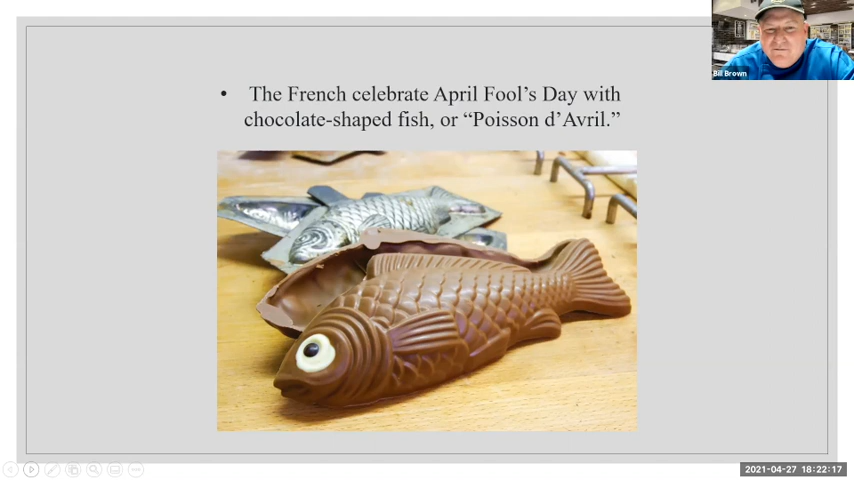 Bill Brown
• The French celebrate April Fool’s Day with
chocolate-shaped fish, or “Poisson d’Avril.”
2021-04-27 18:22:17